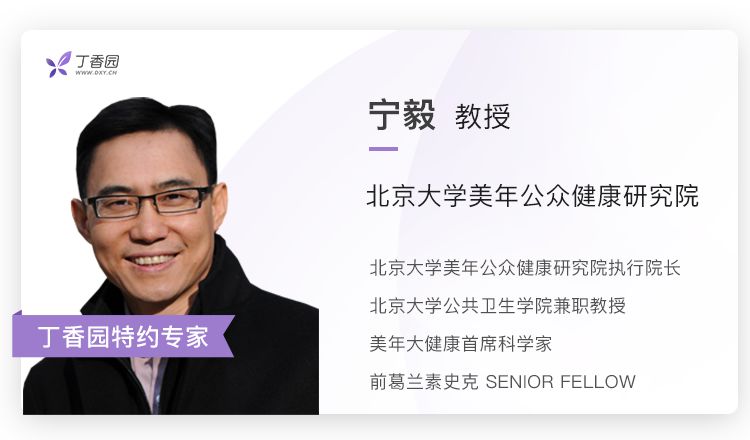 丁香园
WWW.DXY.CN
宁毅 教授
北京大学美年公众健康研究院
北京大学美年公众健康研究院执行院长
北京大学公共卫生学院兼职教授
美年大健康首席科学家
前葛兰素史克 SENIOR FELLOW
丁香园特约专家